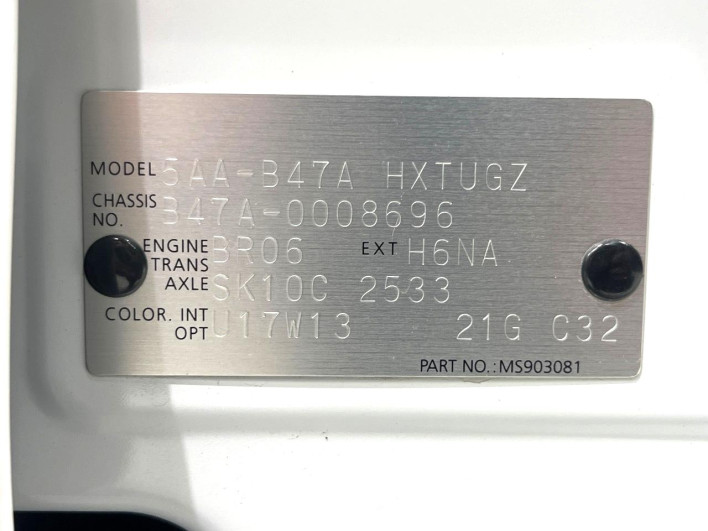 MODEL 5AA-B47A HXTUGZ
CHASSIS NO. B47A-0008696
ENGINE BR06 EXT H6NA
TRANS AXLE SK10C 2533
COLOR. INT OPT U17W13 21G C32
PART NO.:MS903081